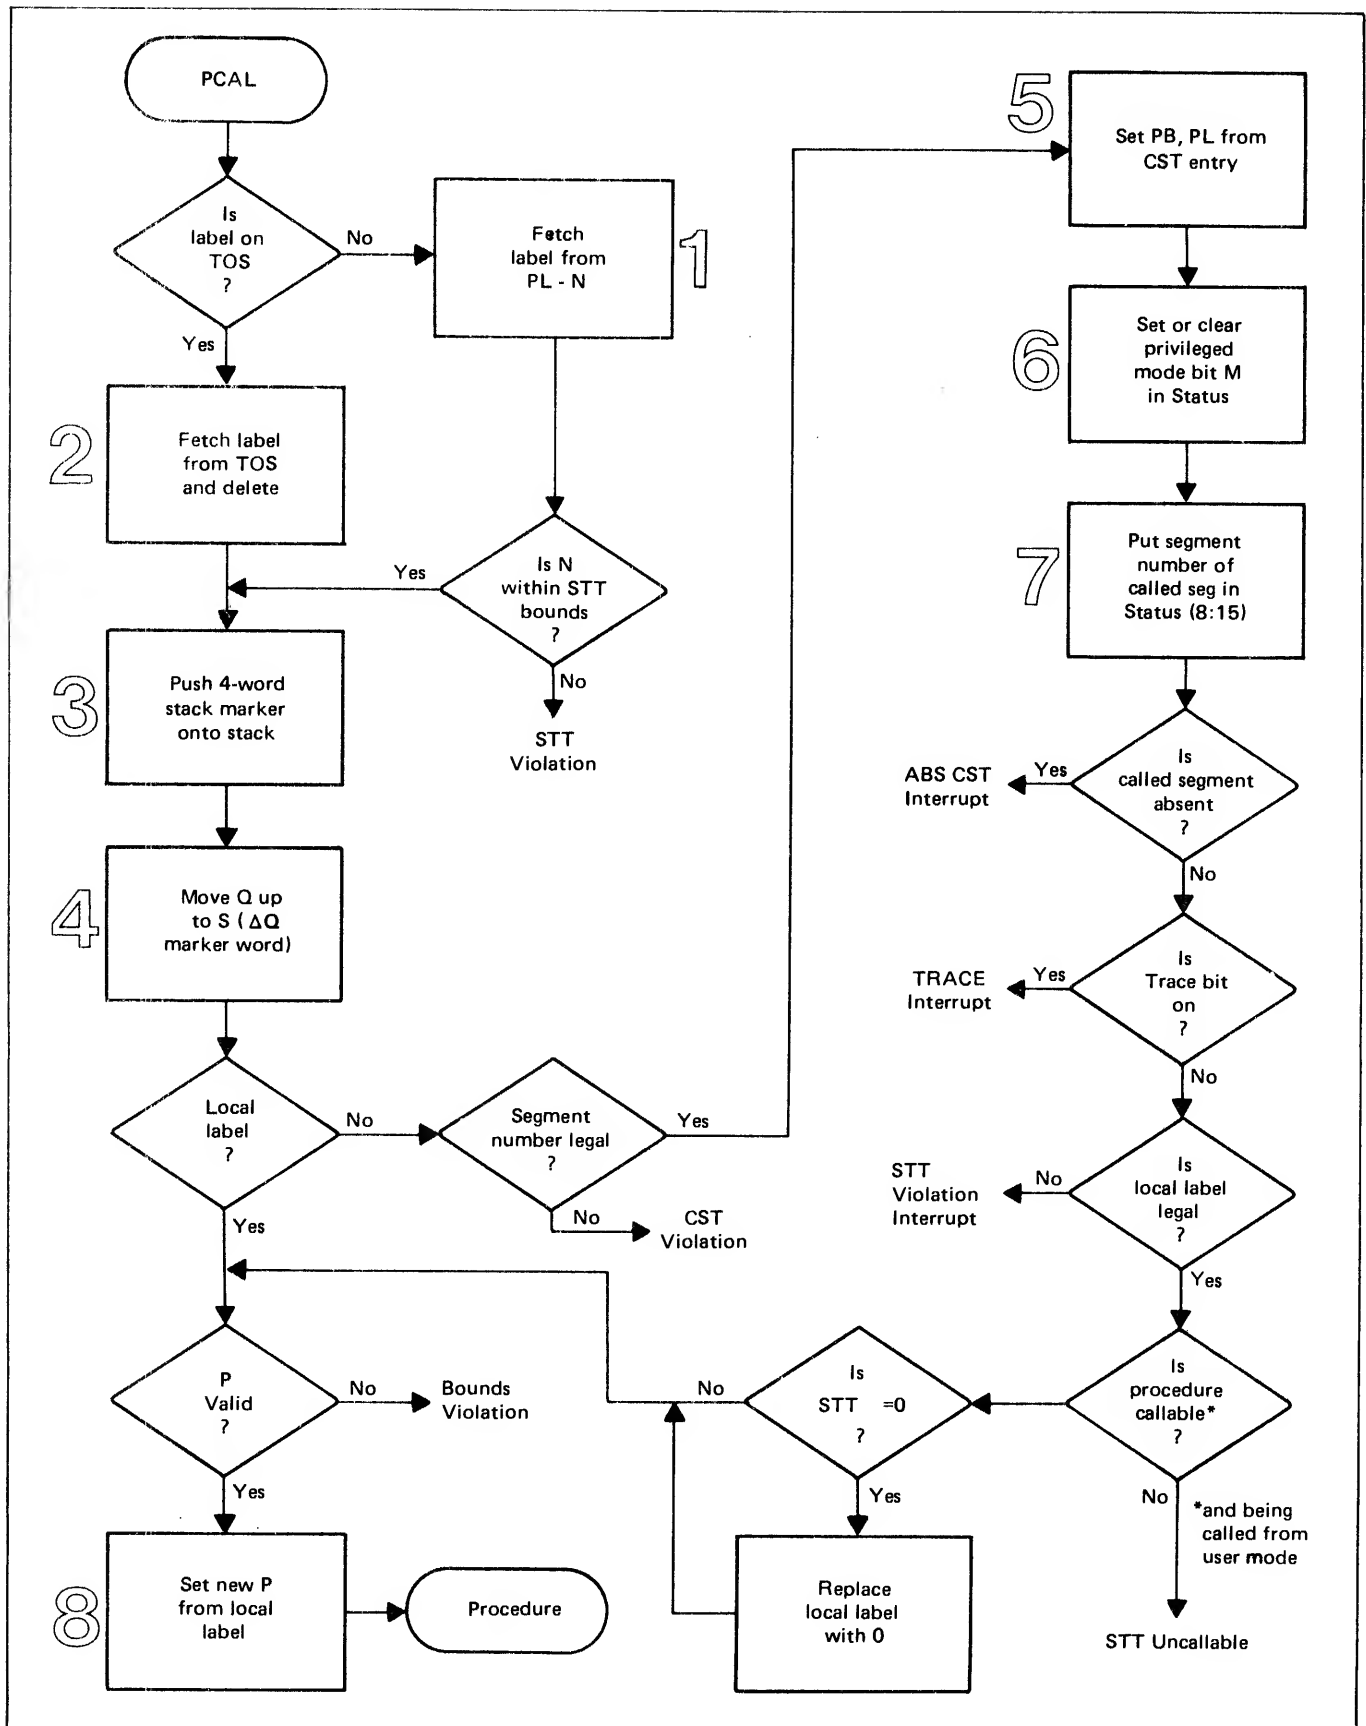 PCAL
Is
label on
TOS
?
No
Yes
Fetch
label from
PL - N
1
2
Fetch label
from TOS
and delete
Is N
within STT
bounds
?
Yes
No
STT
Violation
3
Push 4-word
stack marker
onto stack
4
Move Q up
to S (ΔQ
marker word)
Local
label
?
No
Yes
Segment
number legal
?
Yes
No
CST
Violation
5
Set PB, PL from
CST entry
6
Set or clear
privileged
mode bit M
in Status
7
Put segment
number of
called seg in
Status (8:15)
Is
called segment
absent
?
Yes
ABS CST
Interrupt
No
Is
Trace bit
on
?
Yes
TRACE
Interrupt
No
Is
local label
legal
?
No
STT
Violation
Interrupt
Yes
Is
procedure
callable*
?
No
*and being
called from
user mode
STT Uncallable
Is
STT =0
?
No
Yes
Replace
local label
with 0
P
Valid
?
No
Bounds
Violation
Yes
8
Set new P
from local
label
Procedure